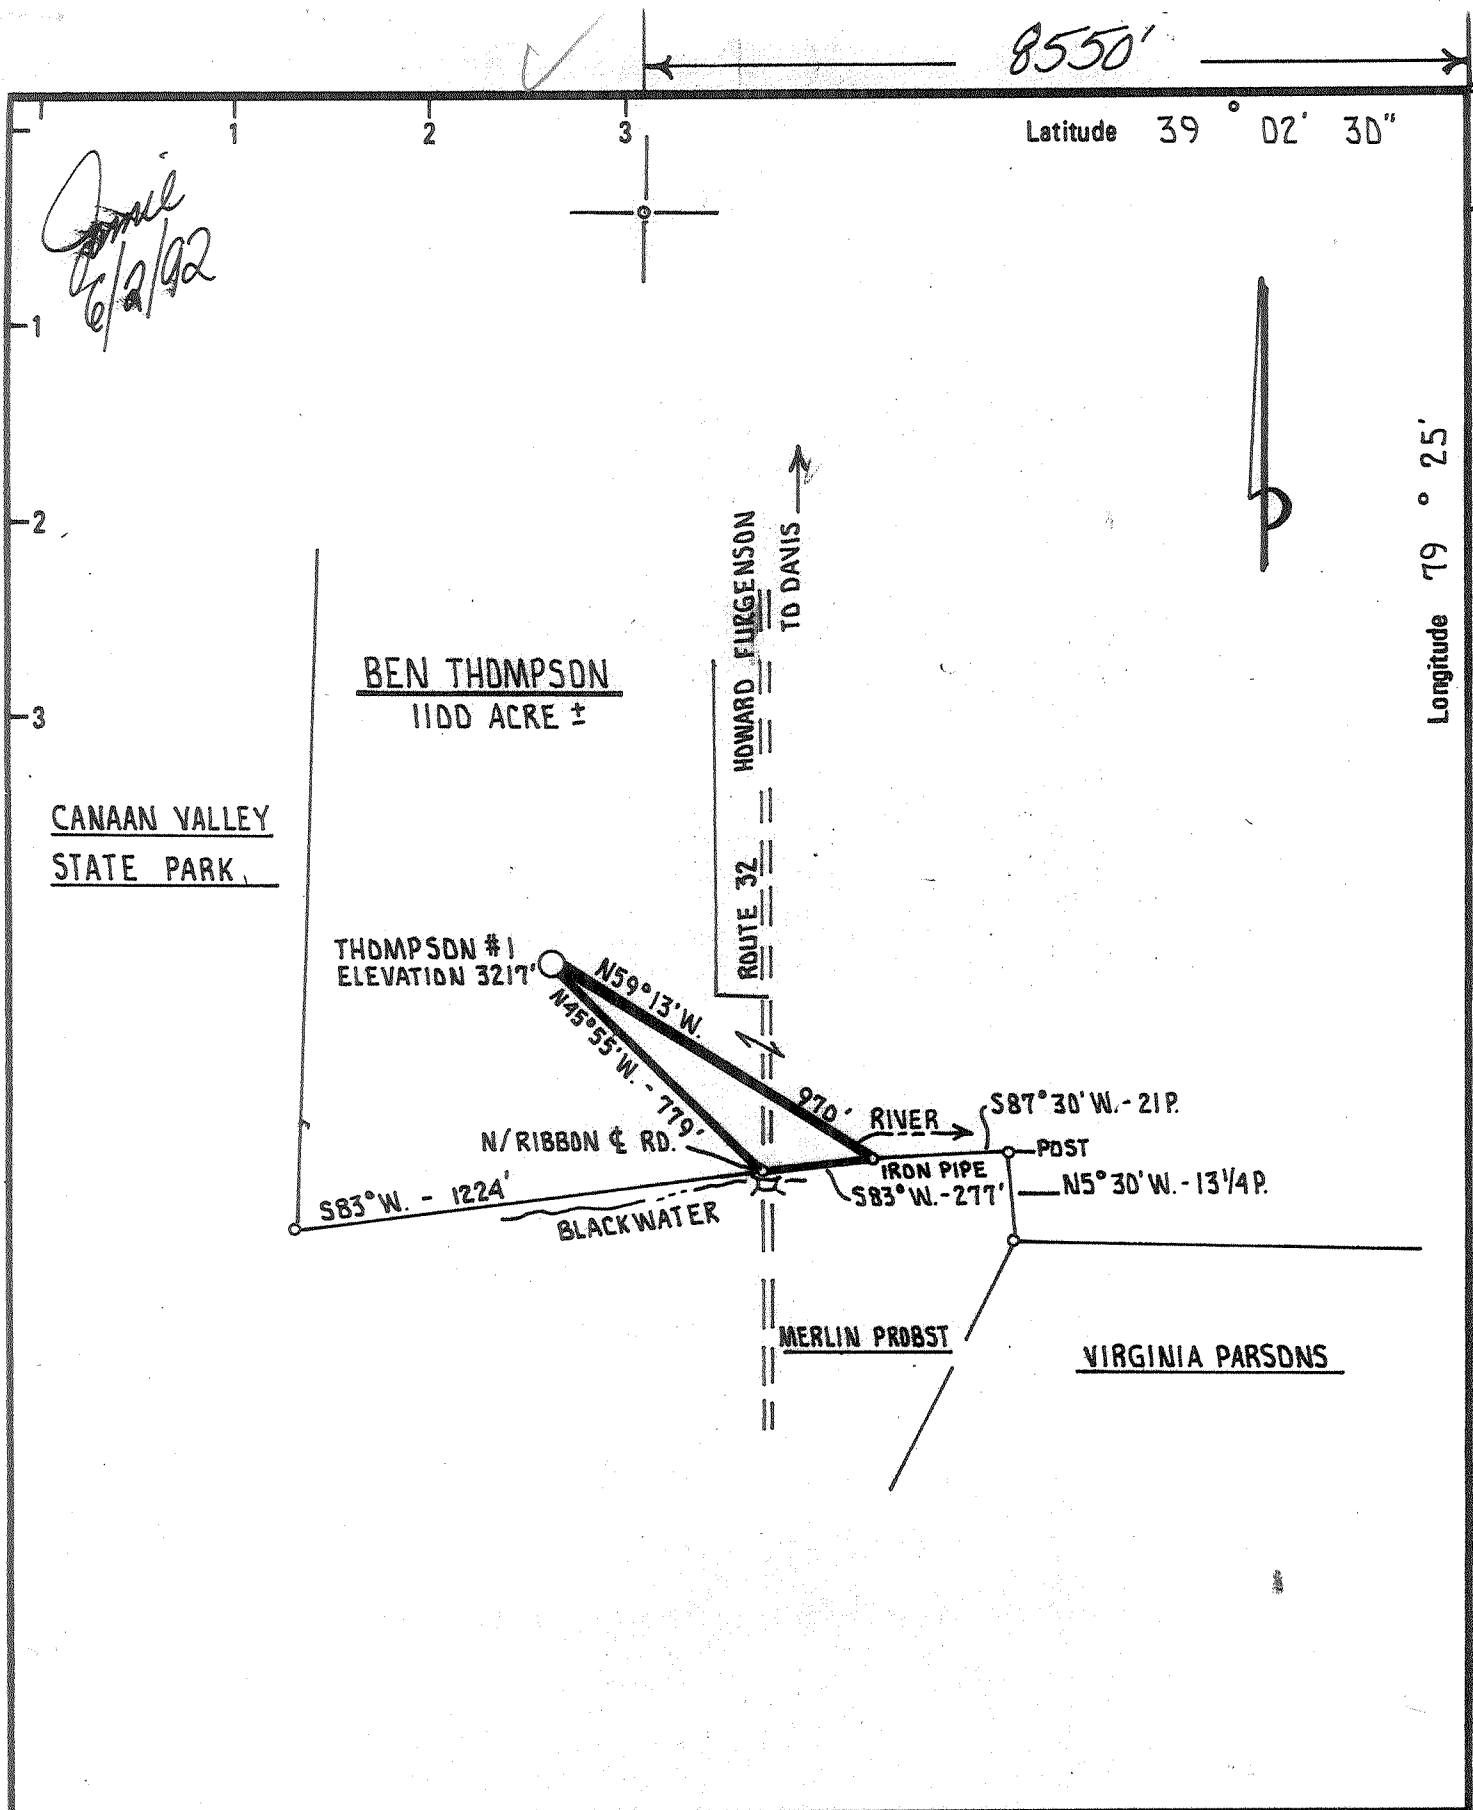 8550'
1
2
3
Latitude 39° 02' 30"
6/2/92
1
2
3
Longitude 79° 25'
HOWARD FURGENSON
TO DAVIS
BEN THOMPSON
1100 ACRE ±
CANAAN VALLEY
STATE PARK
ROUTE 32
THOMPSON #1
ELEVATION 3217'
N59°13'W.
970'
N45°55'W. - 779'
RIVER
S87°30'W.-21P.
N/RIBBON ℄ RD.
POST
IRON PIPE
S83°W.-277'
N5°30'W.-13¼P.
S83°W. - 1224'
BLACKWATER
MERLIN PROBST
VIRGINIA PARSONS